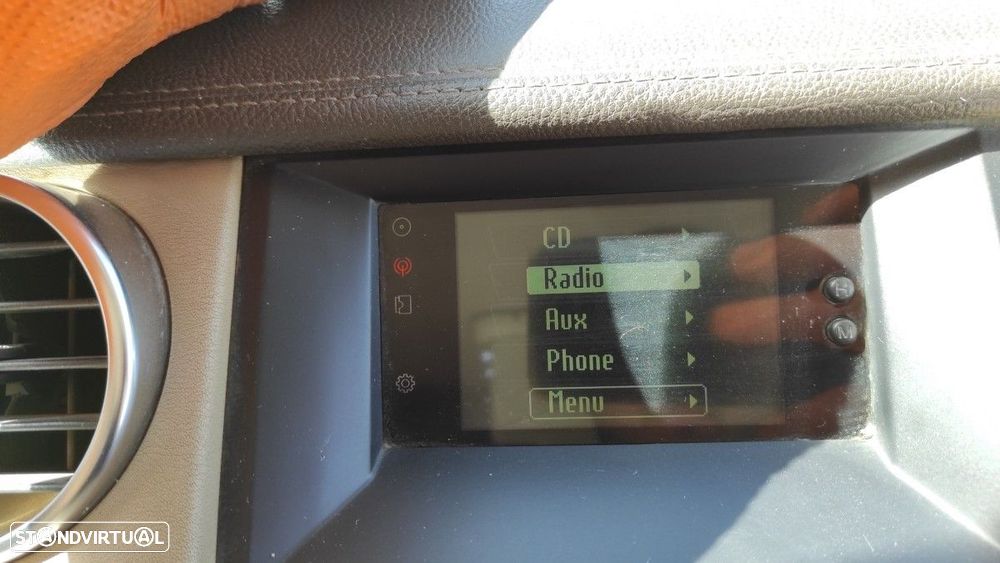 CD
Radio
Aux
Phone
Menu
H
M
STANDVIRTUAL